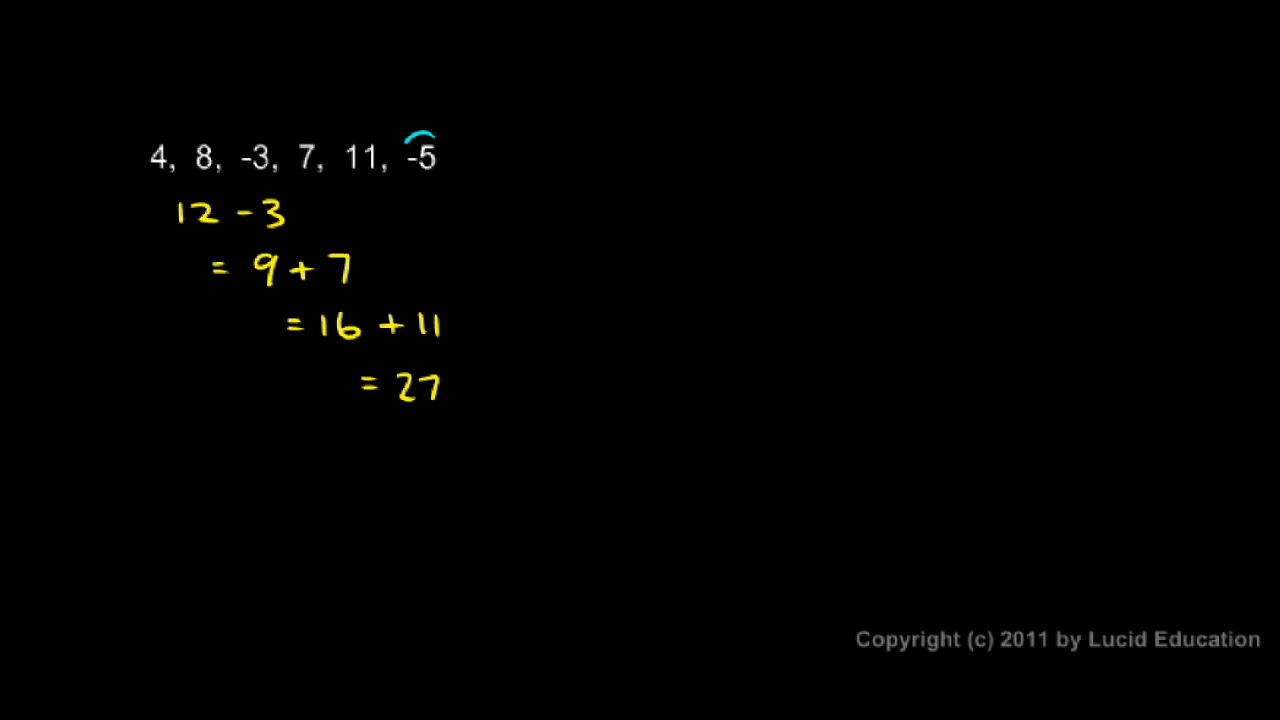 4, 8, -3, 7, 11, -5
12 - 3
= 9 + 7
= 16 + 11
= 27
Copyright (c) 2011 by Lucid Education